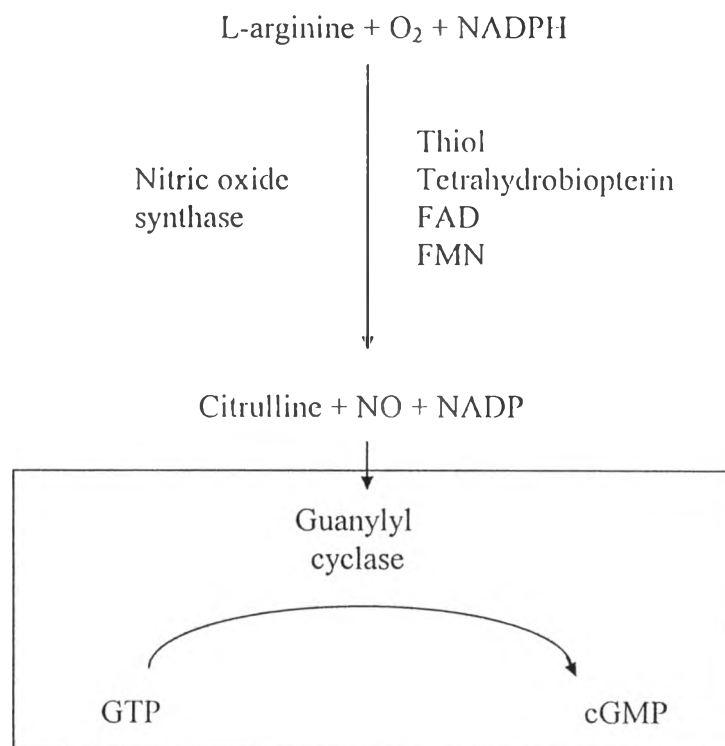 L-arginine + O₂ + NADPH
Thiol
Nitric oxide
Tetrahydrobiopterin
synthase
FAD
FMN
Citrulline + NO + NADP
Guanylyl
cyclase
GTP
cGMP